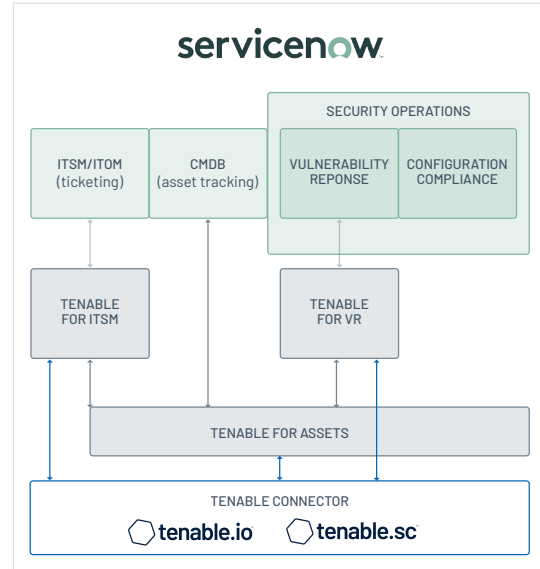 servicenow™
SECURITY OPERATIONS
ITSM/ITOM
(ticketing)
CMDB
(asset tracking)
VULNERABILITY
REPONSE
CONFIGURATION
COMPLIANCE
TENABLE
FOR ITSM
TENABLE
FOR VR
TENABLE FOR ASSETS
TENABLE CONNECTOR
tenable.io
tenable.sc